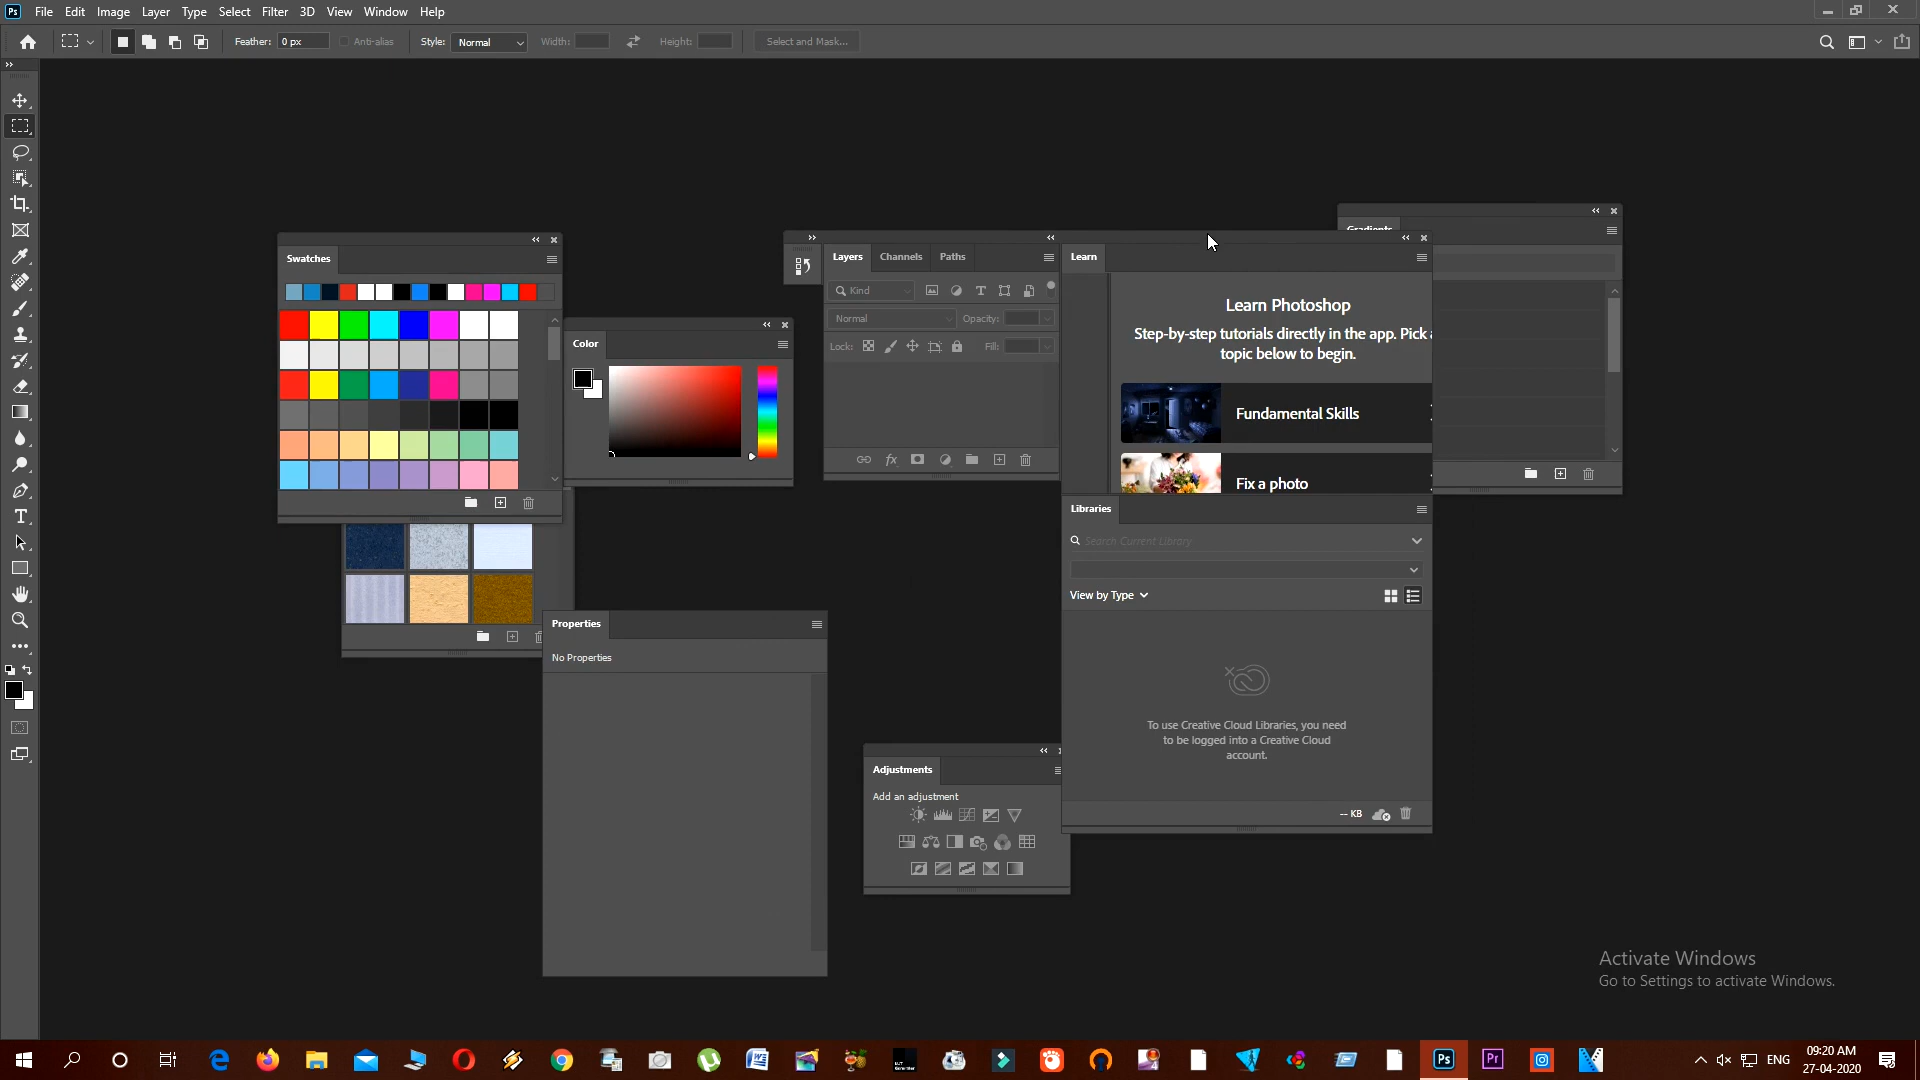 Ps File Edit Image Layer Type Select Filter 3D View Window Help
Feather: 0 px Anti-alias Style: Normal Width: Height: Select and Mask...
Swatches
Color
Layers Channels Paths
Kind
Normal Opacity:
Lock: Fill:
Learn
Learn Photoshop
Step-by-step tutorials directly in the app. Pick a
topic below to begin.
Fundamental Skills
Fix a photo
Gradients
Libraries
Search Current Library
View by Type
To use Creative Cloud Libraries, you need
to be logged into a Creative Cloud
account.
-- KB
Properties
No Properties
Adjustments
Add an adjustment
Activate Windows
Go to Settings to activate Windows.
Ps Pr
ENG
09:20 AM
27-04-2020